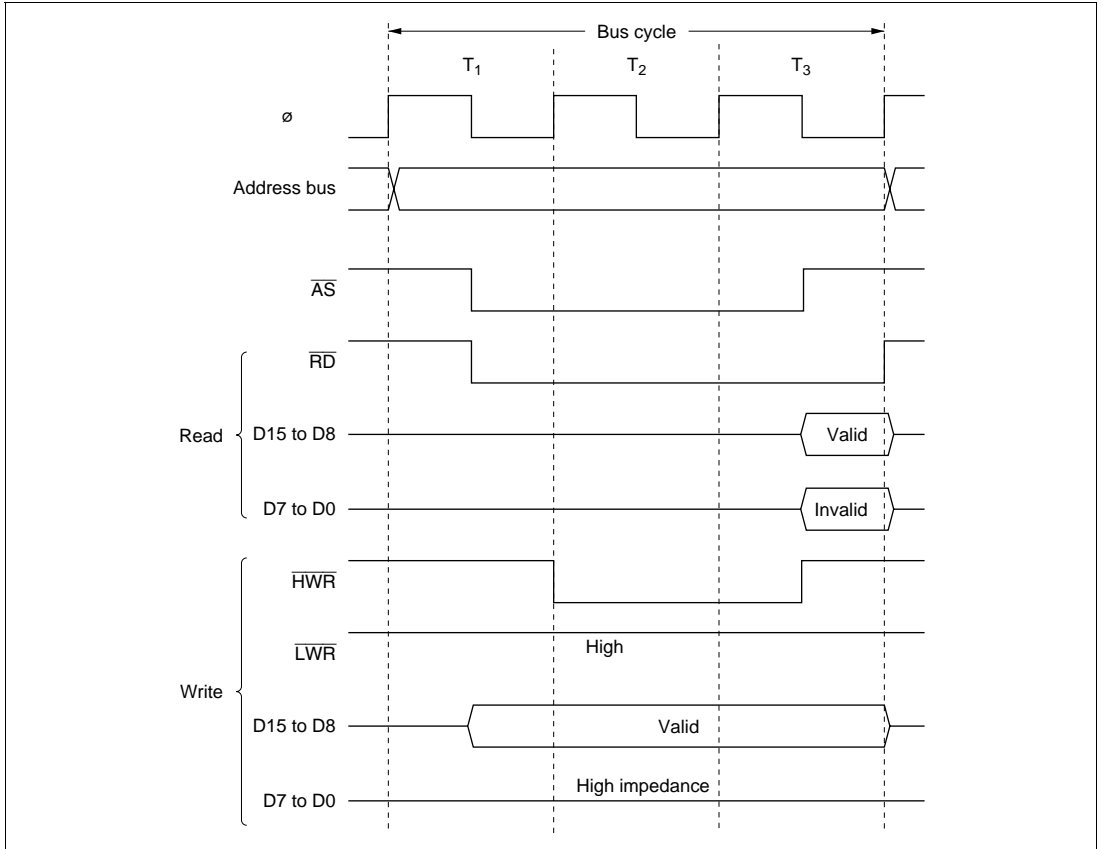 Bus cycle
T1 T2 T3
ø
Address bus
AS
RD
Read
D15 to D8 Valid
D7 to D0 Invalid
HWR
LWR High
Write
D15 to D8 Valid
D7 to D0 High impedance